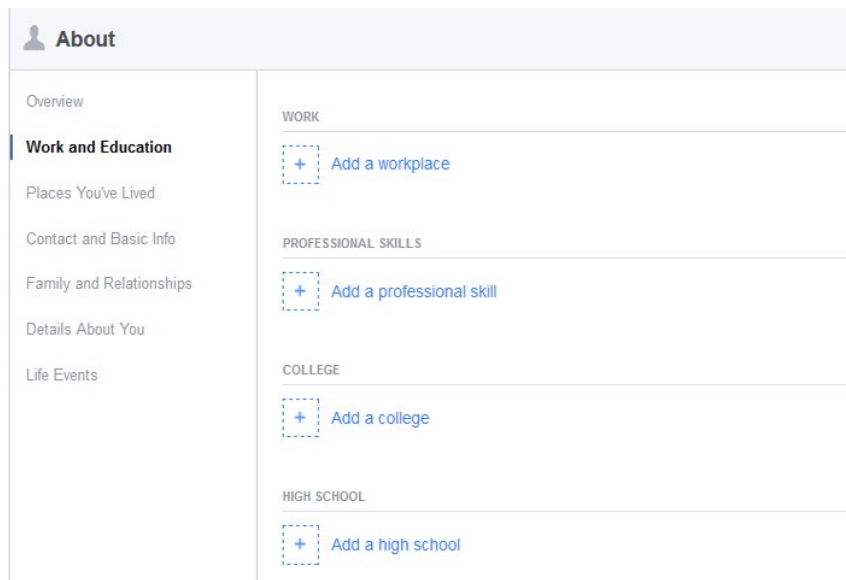 About
Overview
Work and Education
Places You've Lived
Contact and Basic Info
Family and Relationships
Details About You
Life Events
WORK
+ Add a workplace
PROFESSIONAL SKILLS
+ Add a professional skill
COLLEGE
+ Add a college
HIGH SCHOOL
+ Add a high school